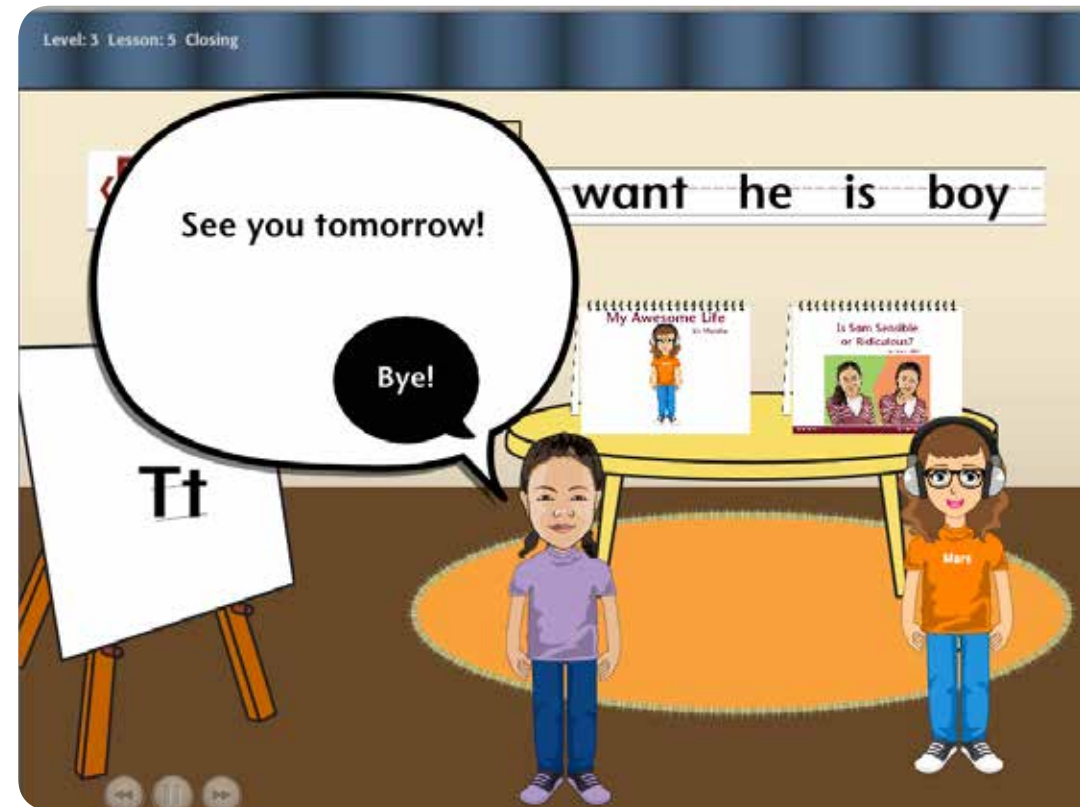 Level: 3 Lesson: 5 Closing
want he is boy
See you tomorrow!
Bye!
My Awesome Life
Is Sam Sensible
or Ridiculous?
Tt
Mars